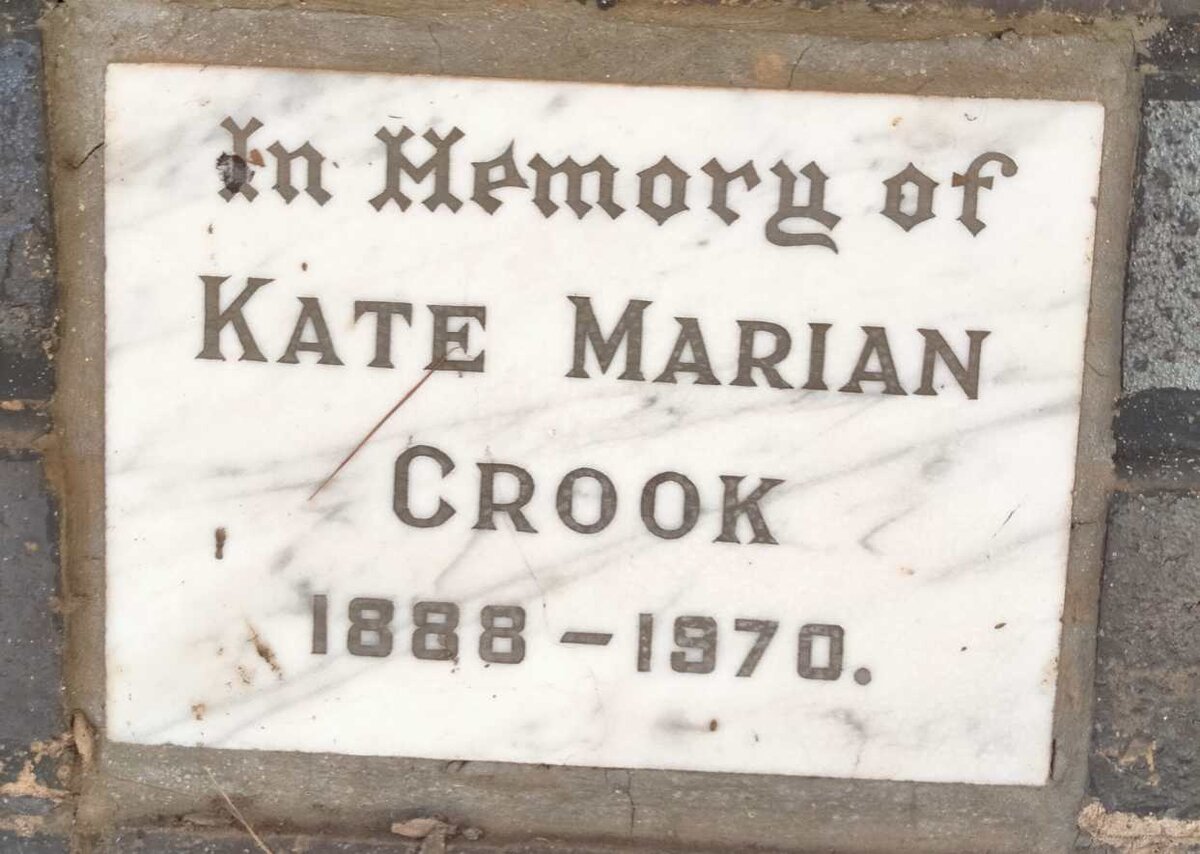 In Memory of
KATE MARIAN
CROOK
1888 – 1970.